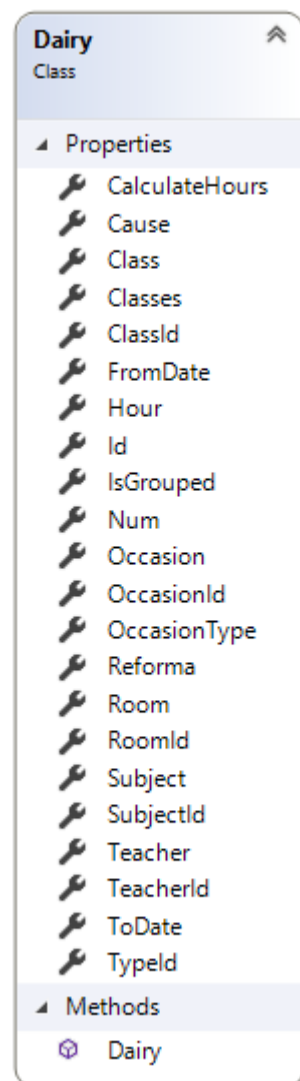 Dairy
Class
Properties
CalculateHours
Cause
Class
Classes
ClassId
FromDate
Hour
Id
IsGrouped
Num
Occasion
OccasionId
OccasionType
Reforma
Room
RoomId
Subject
SubjectId
Teacher
TeacherId
ToDate
TypeId
Methods
Dairy